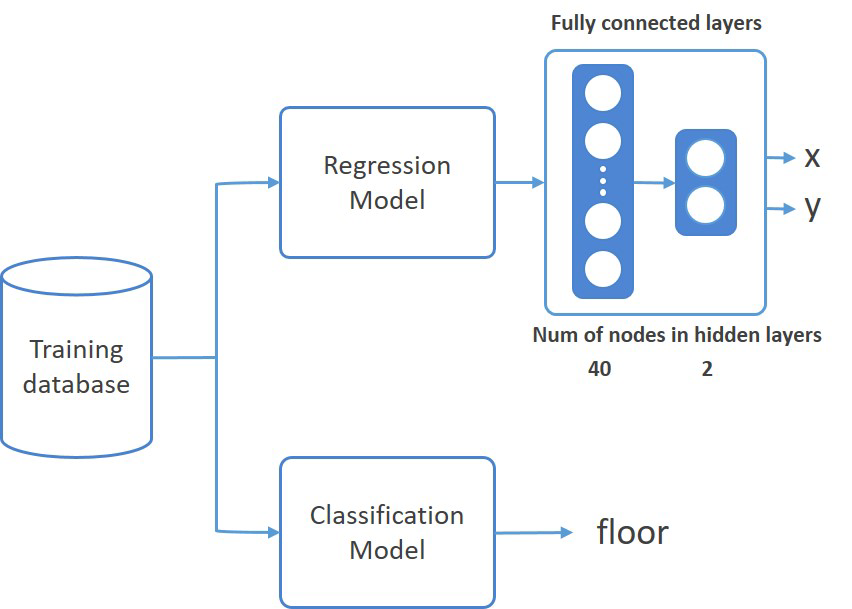 Fully connected layers
Regression
Model
x
y
Num of nodes in hidden layers
40 2
Training
database
Classification
Model
floor